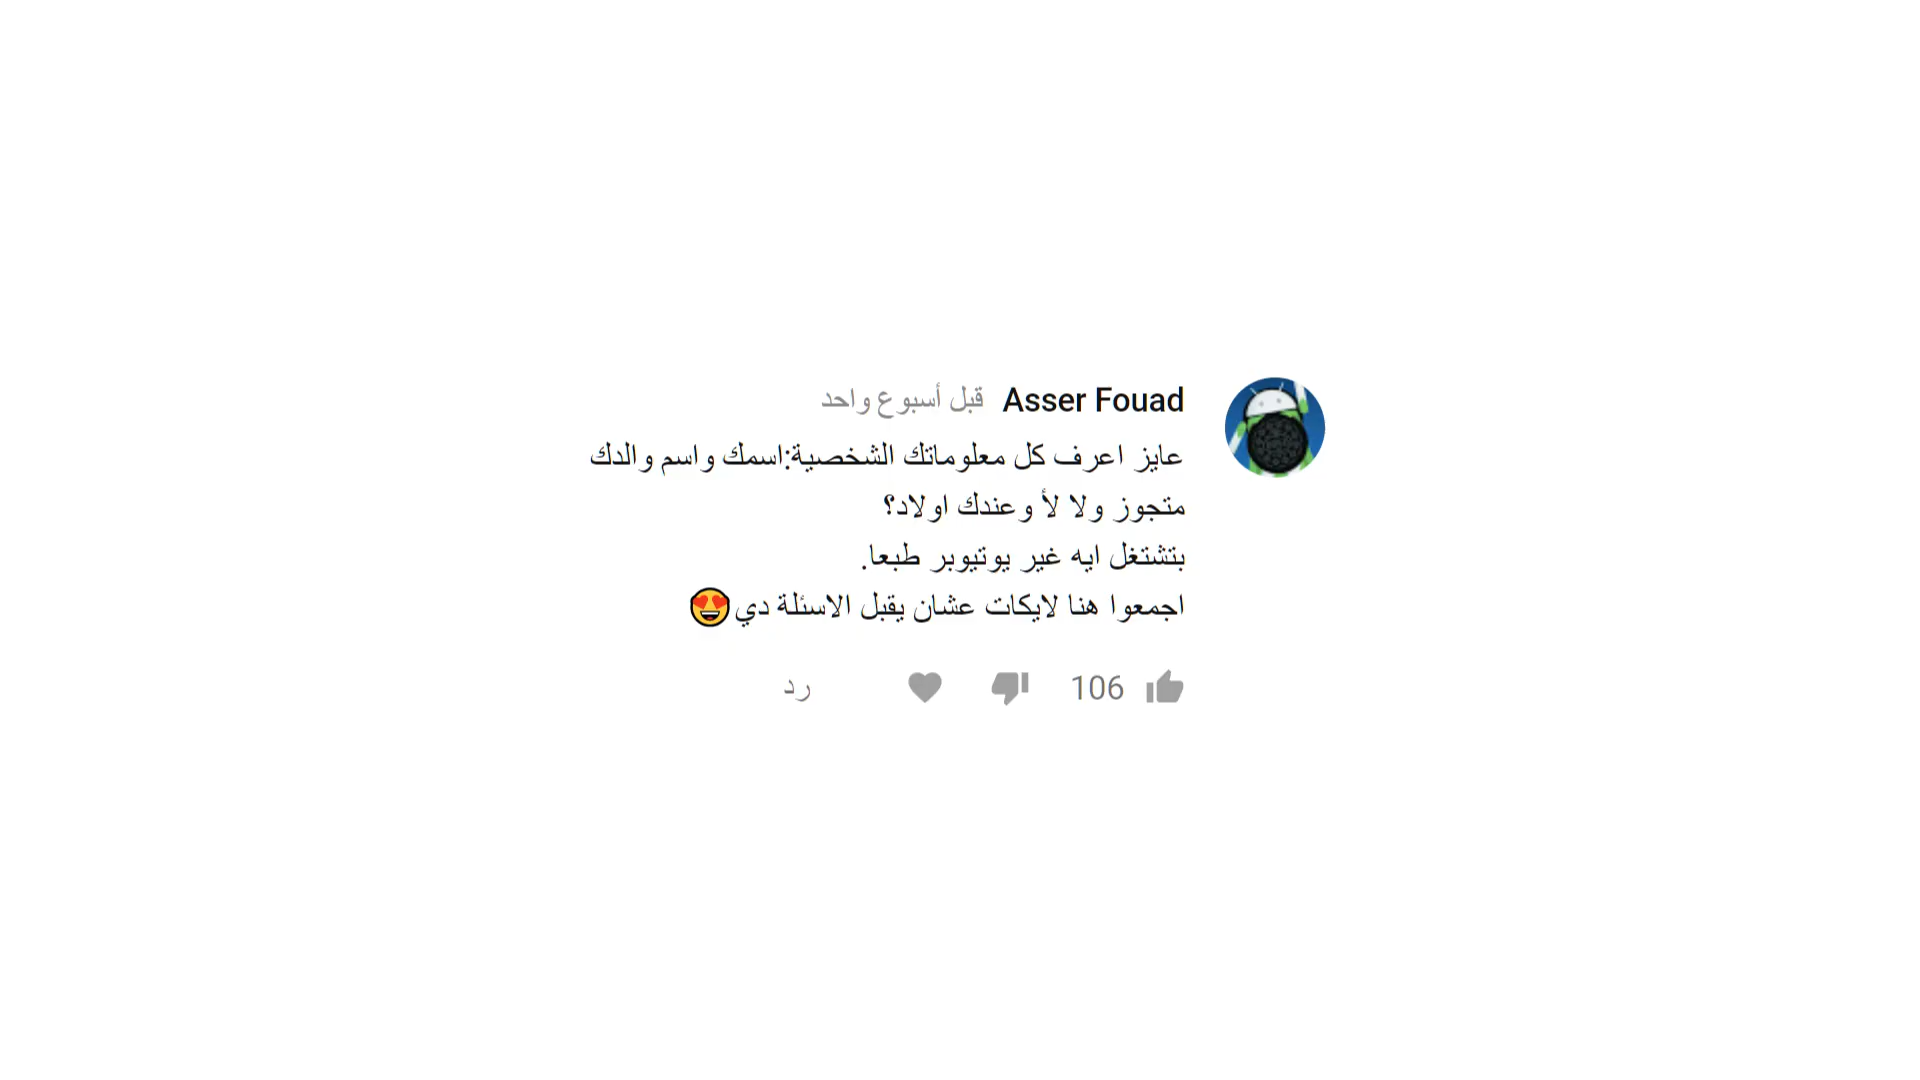 Asser Fouad قبل أسبوع واحد
عايز اعرف كل معلوماتك الشخصية:اسمك واسم والدك
متجوز ولا لأ وعندك اولاد؟
بتشتغل ايه غير يوتيوبر طبعا.
اجمعوا هنا لايكات عشان يقبل الاسئلة دي😍
106 رد